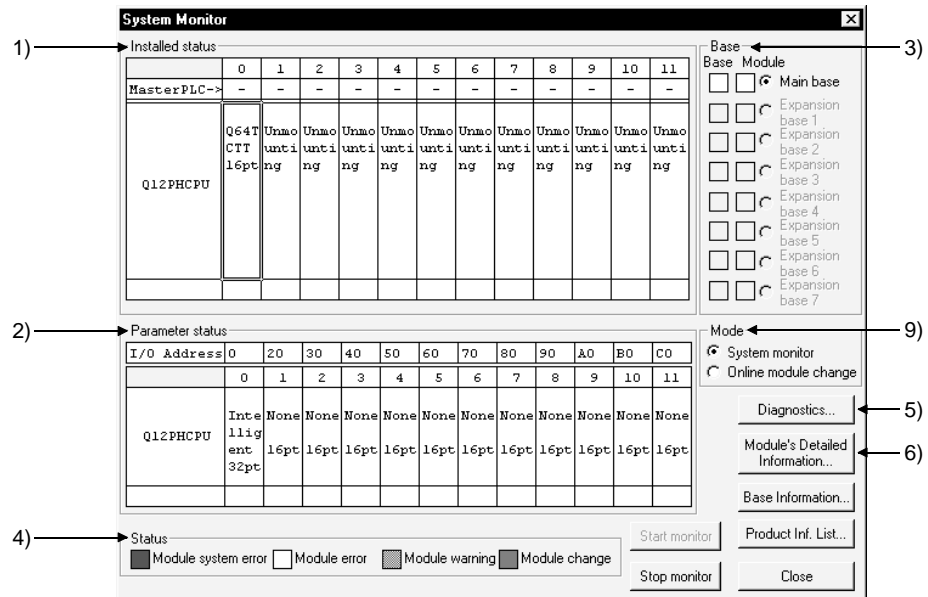 System Monitor
1)
Installed status
0 1 2 3 4 5 6 7 8 9 10 11
MasterPLC-> - - - - - - - - - - - -
Q12PHCPU
Q64T Unmo Unmo Unmo Unmo Unmo Unmo Unmo Unmo Unmo Unmo Unmo
CTT unti unti unti unti unti unti unti unti unti unti unti
16pt ng ng ng ng ng ng ng ng ng ng ng
3)
Base
Base Module
Main base
Expansion
base 1
Expansion
base 2
Expansion
base 3
Expansion
base 4
Expansion
base 5
Expansion
base 6
Expansion
base 7
2)
Parameter status
I/O Address 0 20 30 40 50 60 70 80 90 A0 B0 C0
0 1 2 3 4 5 6 7 8 9 10 11
Q12PHCPU
Inte None None None None None None None None None None None
llig
ent 16pt 16pt 16pt 16pt 16pt 16pt 16pt 16pt 16pt 16pt 16pt
32pt
9)
Mode
System monitor
Online module change
Diagnostics...
5)
Module's Detailed
Information...
6)
Base Information...
Product Inf. List...
Close
4)
Status
Module system error Module error Module warning Module change
Start monitor
Stop monitor